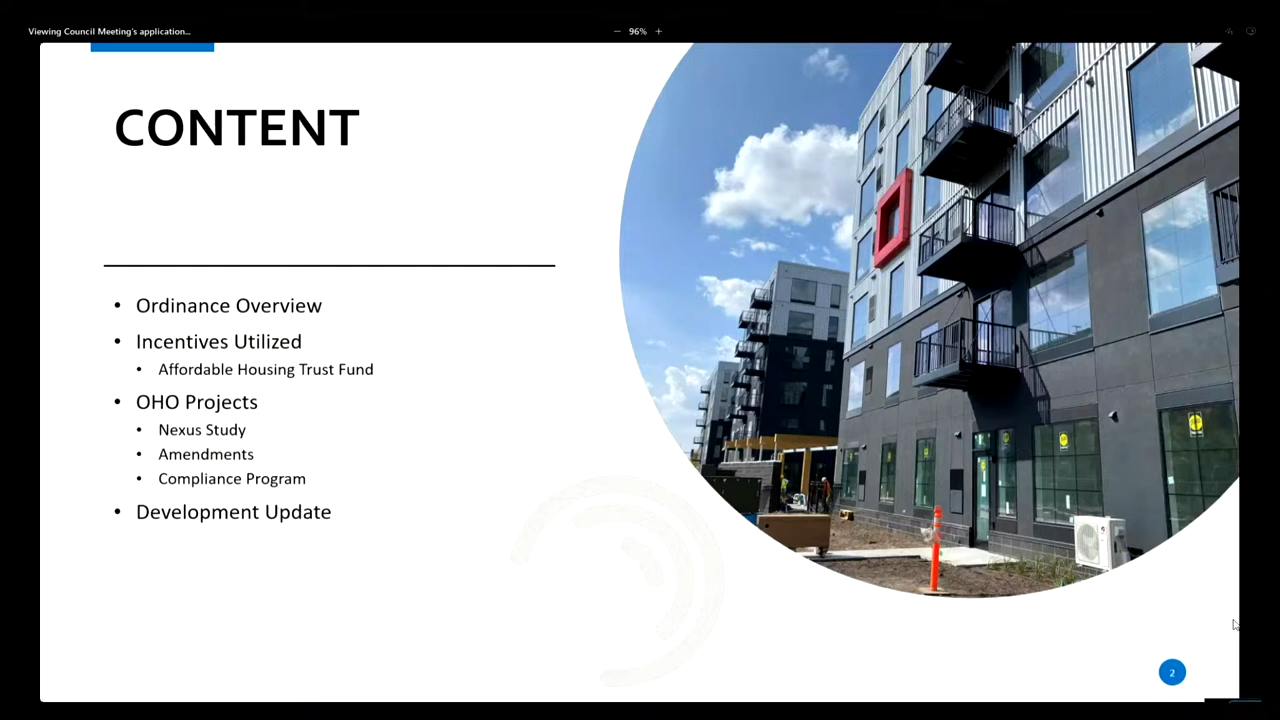 Viewing Council Meeting's application...
— 96% +
CONTENT
• Ordinance Overview
• Incentives Utilized
• Affordable Housing Trust Fund
• OHO Projects
• Nexus Study
• Amendments
• Compliance Program
• Development Update
2